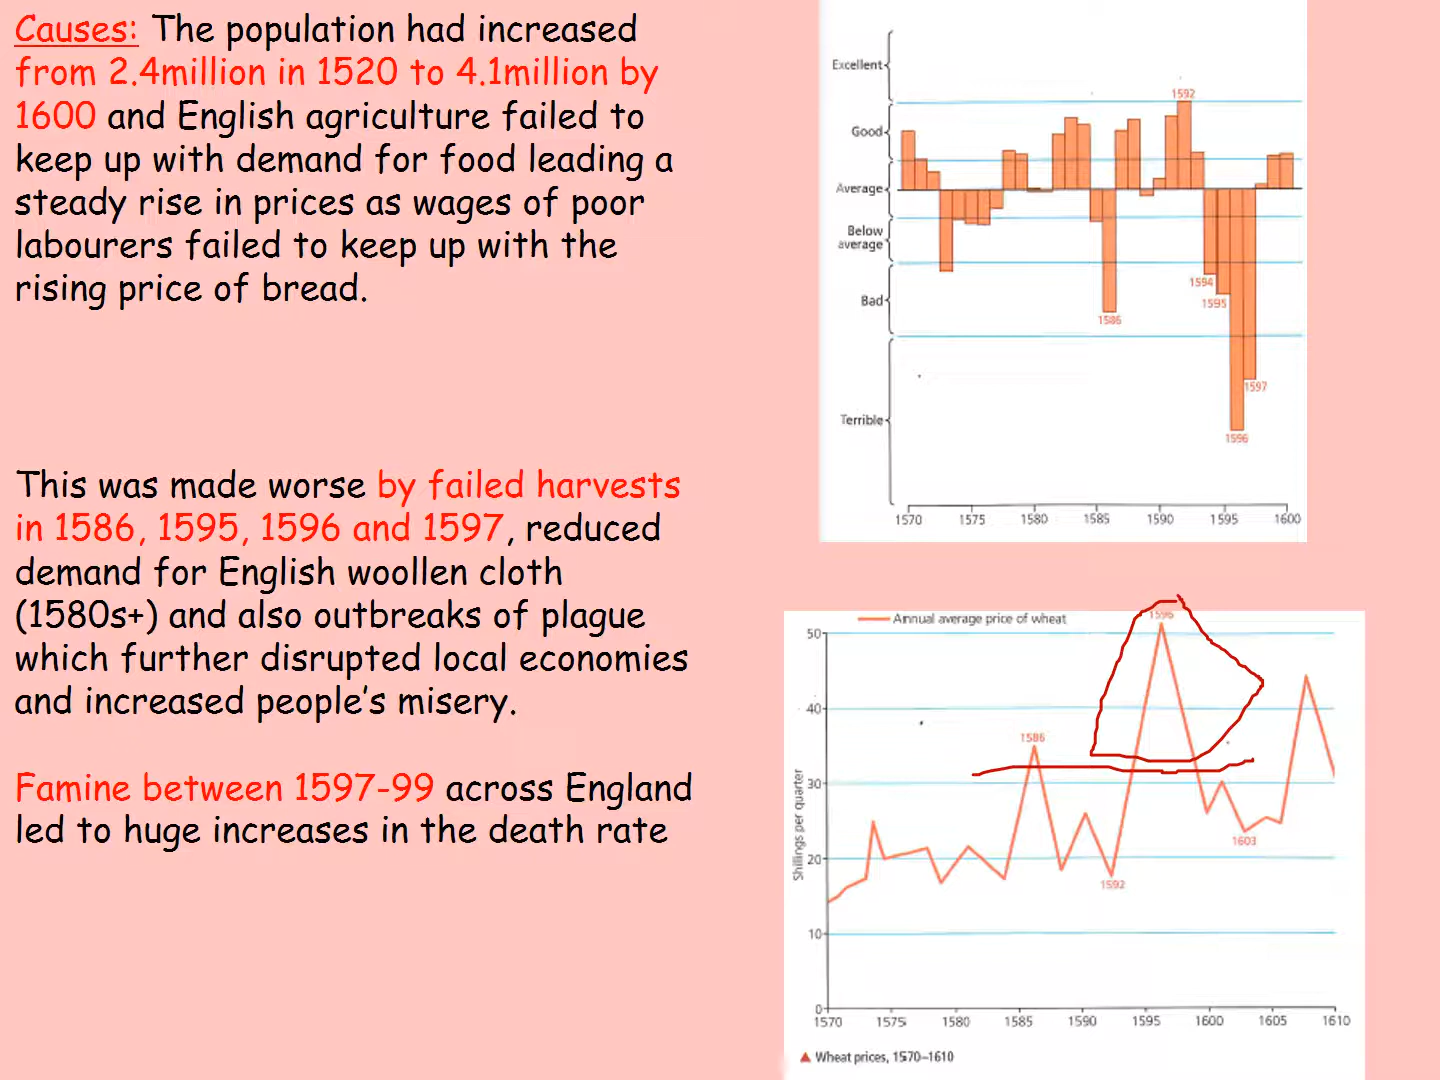 Causes: The population had increased
from 2.4million in 1520 to 4.1million by
1600 and English agriculture failed to
keep up with demand for food leading a
steady rise in prices as wages of poor
labourers failed to keep up with the
rising price of bread.
This was made worse by failed harvests
in 1586, 1595, 1596 and 1597, reduced
demand for English woollen cloth
(1580s+) and also outbreaks of plague
which further disrupted local economies
and increased people's misery.
Famine between 1597-99 across England
led to huge increases in the death rate
Excellent
1592
Good
Average
Below
average
1594
Bad
1595
1586
1597
Terrible
1596
1570 1575 1580 1585 1590 1595 1600
Annual average price of wheat
1596
50
40
1586
30
Shillings per quarter
1603
20
1592
10
0
1570 1575 1580 1585 1590 1595 1600 1605 1610
Wheat prices, 1570–1610